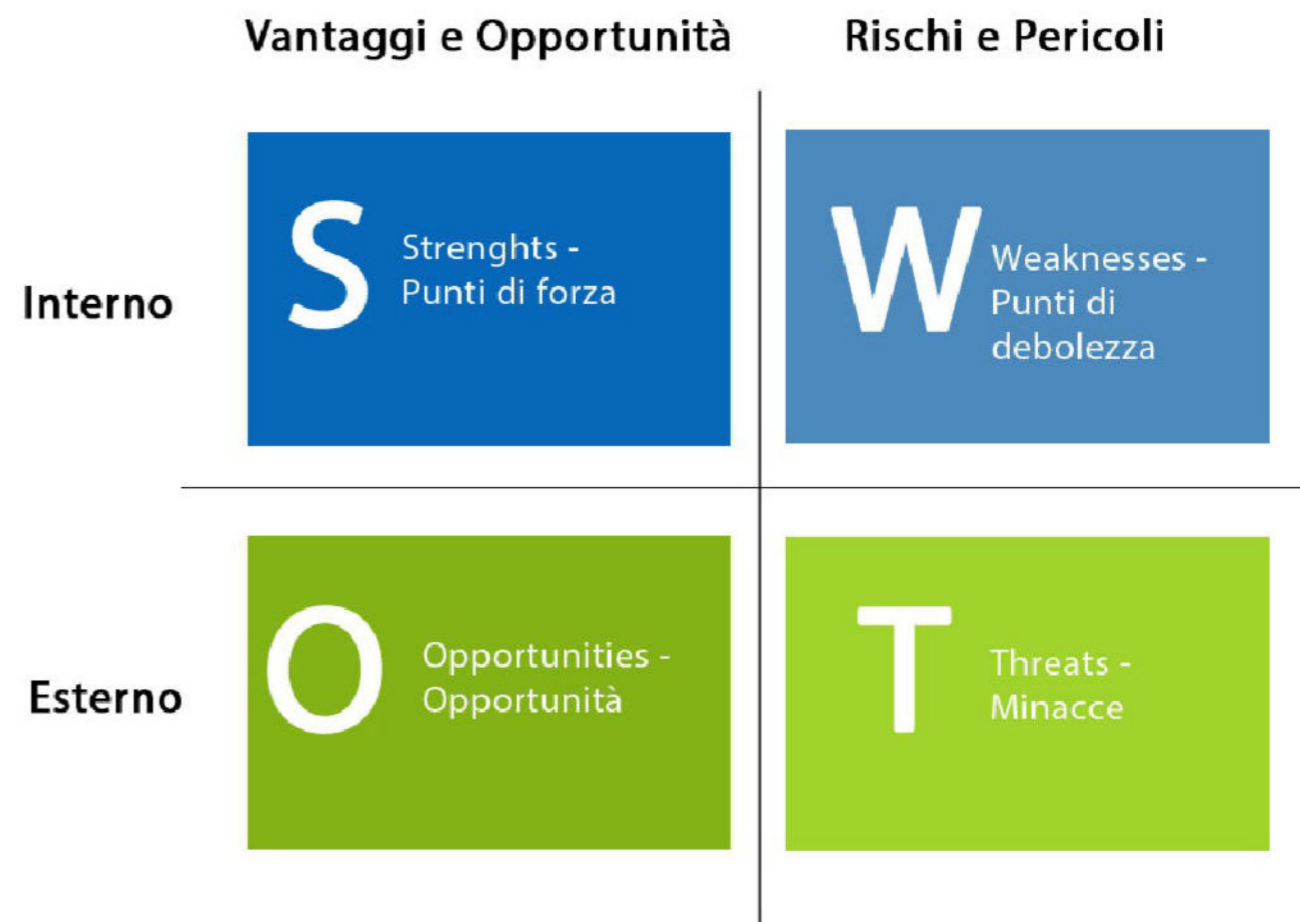 Vantaggi e Opportunità
Rischi e Pericoli
Interno
S
Strenghts -
Punti di forza
W
Weaknesses -
Punti di
debolezza
Esterno
O
Opportunities -
Opportunità
T
Threats -
Minacce